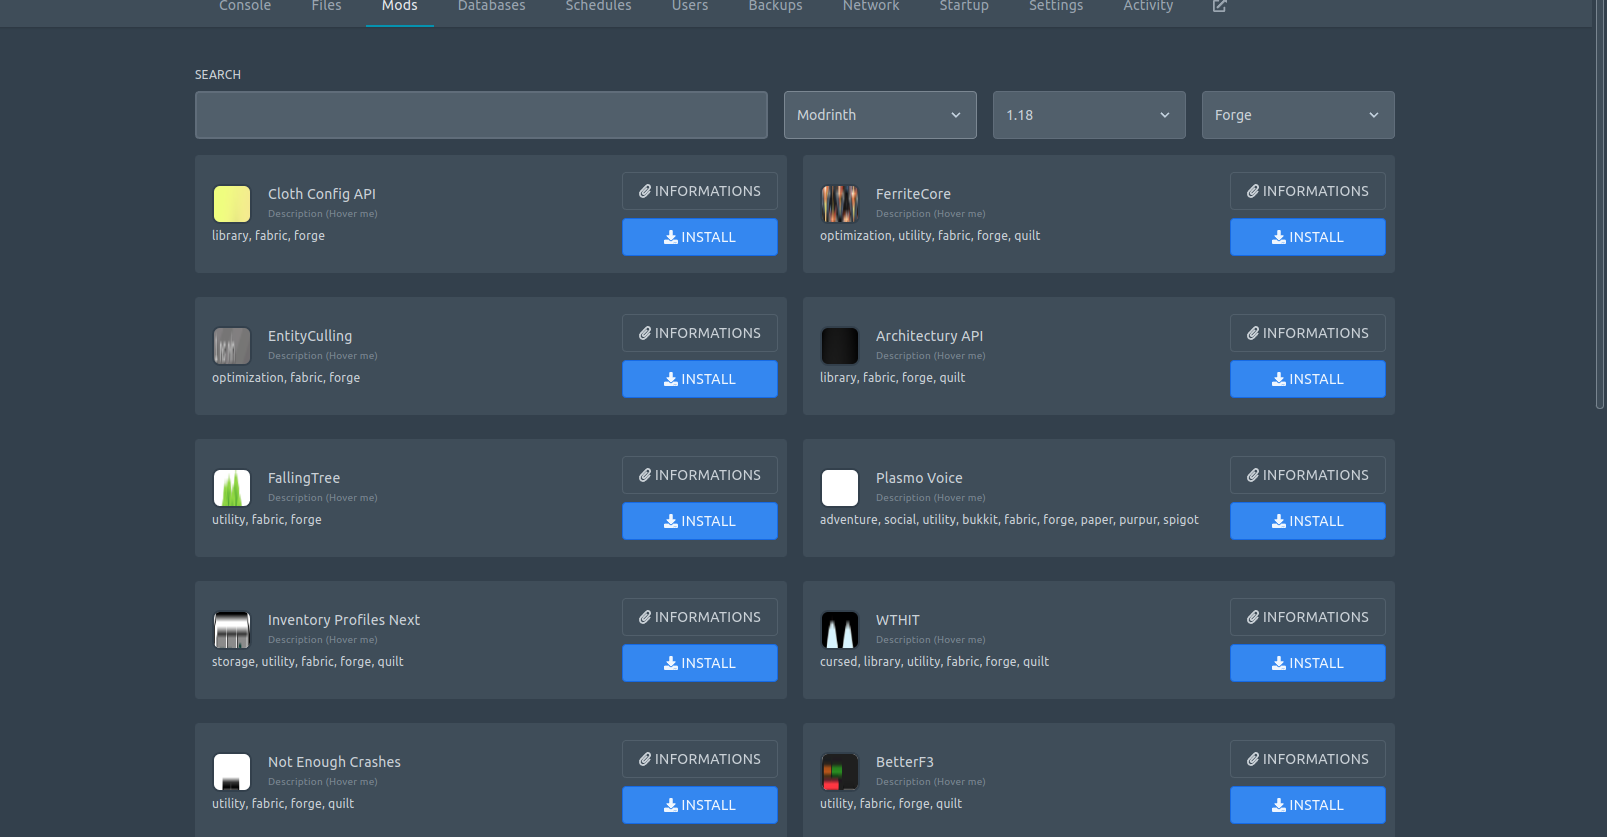 Console Files Mods Databases Schedules Users Backups Network Startup Settings Activity
SEARCH
Modrinth 1.18 Forge
Cloth Config API
Description (Hover me)
library, fabric, forge
INFORMATIONS
INSTALL
FerriteCore
Description (Hover me)
optimization, utility, fabric, forge, quilt
INFORMATIONS
INSTALL
EntityCulling
Description (Hover me)
optimization, fabric, forge
INFORMATIONS
INSTALL
Architectury API
Description (Hover me)
library, fabric, forge, quilt
INFORMATIONS
INSTALL
FallingTree
Description (Hover me)
utility, fabric, forge
INFORMATIONS
INSTALL
Plasmo Voice
Description (Hover me)
adventure, social, utility, bukkit, fabric, forge, paper, purpur, spigot
INFORMATIONS
INSTALL
Inventory Profiles Next
Description (Hover me)
storage, utility, fabric, forge, quilt
INFORMATIONS
INSTALL
WTHIT
Description (Hover me)
cursed, library, utility, fabric, forge, quilt
INFORMATIONS
INSTALL
Not Enough Crashes
Description (Hover me)
utility, fabric, forge, quilt
INFORMATIONS
INSTALL
BetterF3
Description (Hover me)
utility, fabric, forge, quilt
INFORMATIONS
INSTALL